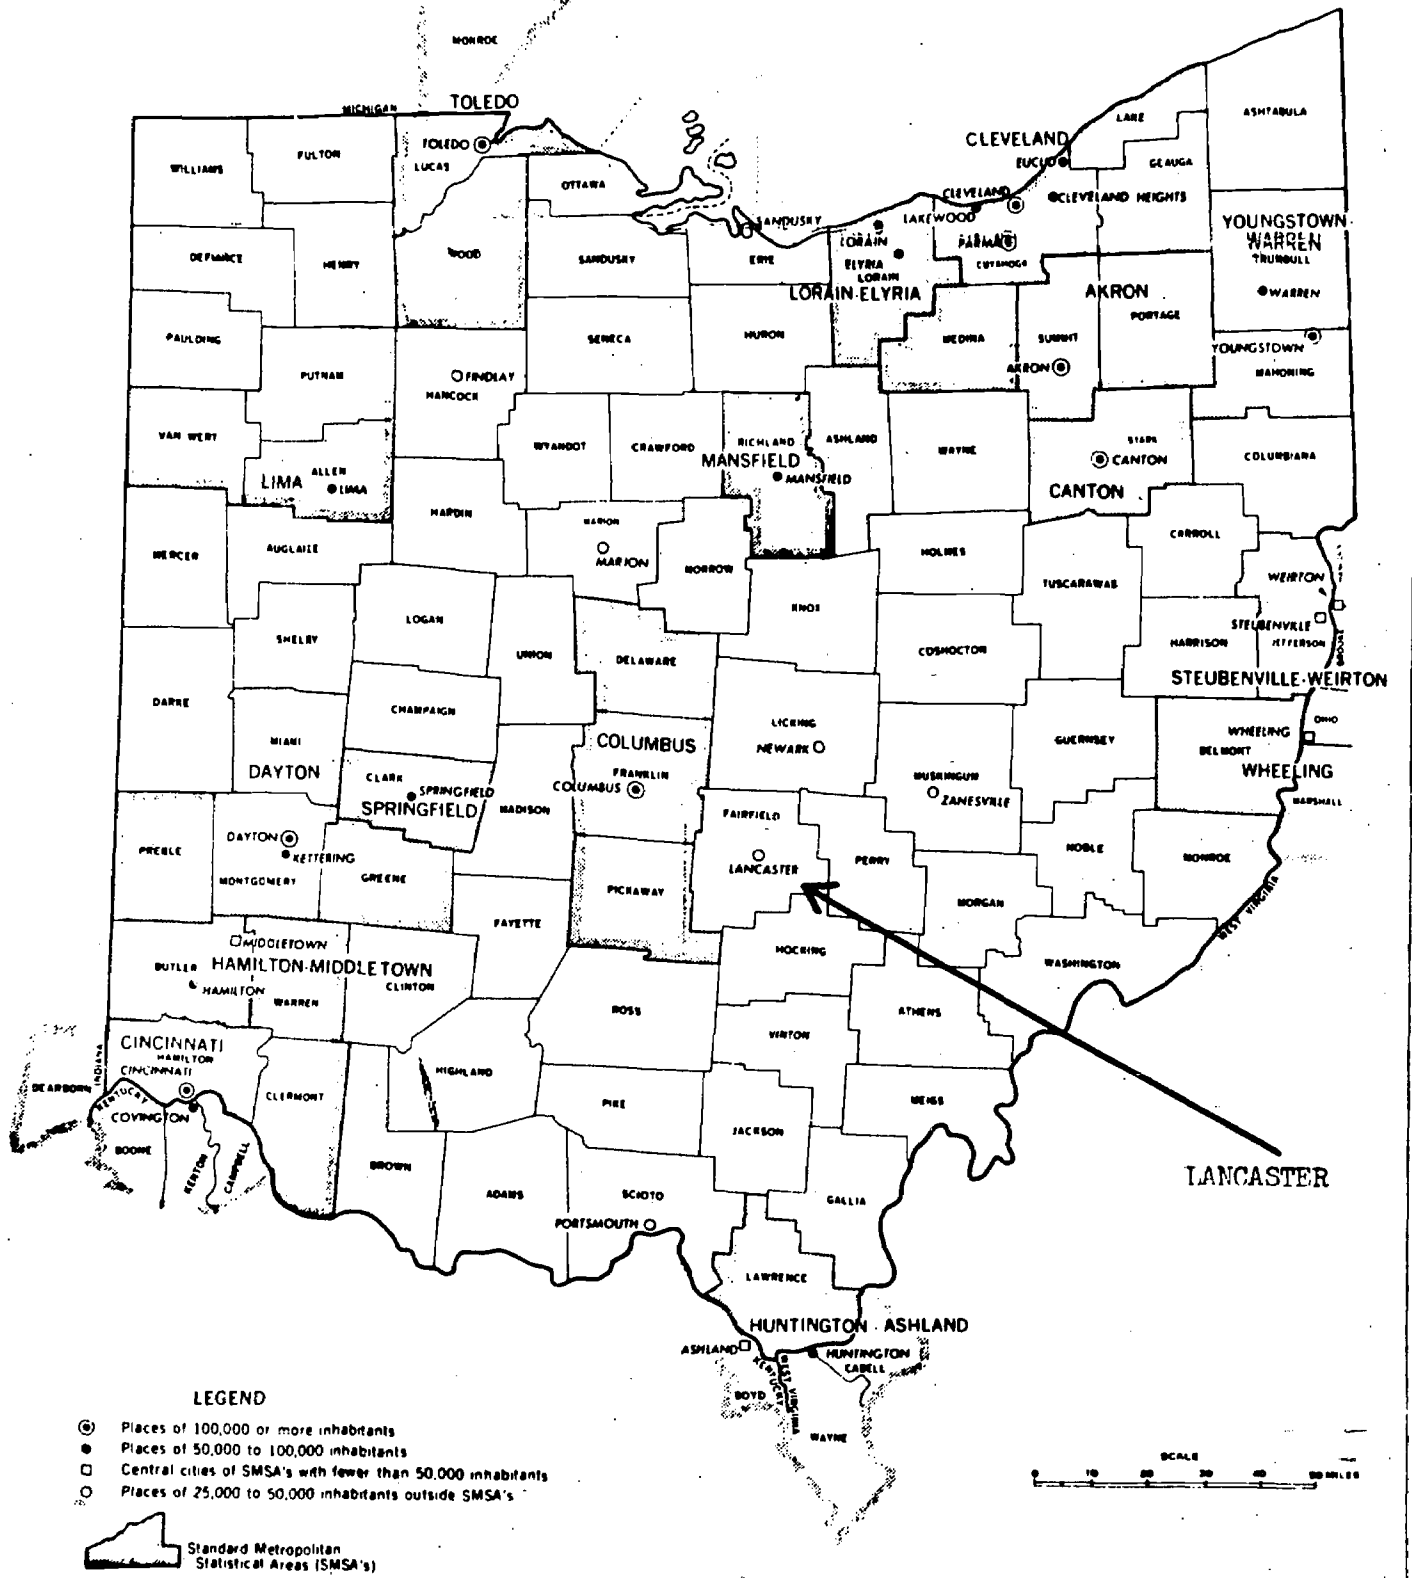 MONROE
MICHIGAN
TOLEDO
TOLEDO
LUCAS
WILLIAMS
FULTON
OTTAWA
CLEVELAND
LAKE
ASHTABULA
EUCLID
GEAUGA
CLEVELAND
CLEVELAND HEIGHTS
LAKEWOOD
SANDUSKY
LORAIN
PARMA
CUYAHOGA
YOUNGSTOWN-
WARREN
TRUMBULL
DEFIANCE
HENRY
WOOD
SANDUSKY
ERIE
ELYRIA
LORAIN
LORAIN-ELYRIA
AKRON
WARREN
PAULDING
SENECA
HURON
MEDINA
SUMMIT
PORTAGE
YOUNGSTOWN
MAHONING
PUTNAM
FINDLAY
HANCOCK
AKRON
VAN WERT
WYANDOT
CRAWFORD
RICHLAND
ASHLAND
MANSFIELD
MANSFIELD
WAYNE
STARK
CANTON
COLUMBIANA
LIMA
ALLEN
LIMA
CANTON
HARDIN
MARION
MARION
MERCER
AUGLAIZE
MORROW
HOLMES
CARROLL
TUSCARAWAS
WEIRTON
LOGAN
KNOX
STEUBENVILLE
JEFFERSON
BROOKE
SHELBY
UNION
DELAWARE
COSHOCTON
HARRISON
STEUBENVILLE-WEIRTON
DARKE
CHAMPAIGN
LICKING
NEWARK
GUERNSEY
OHIO
WHEELING
BELMONT
WHEELING
MARSHALL
MIAMI
DAYTON
CLARK
SPRINGFIELD
SPRINGFIELD
COLUMBUS
FRANKLIN
COLUMBUS
MADISON
MUSKINGUM
ZANESVILLE
FAIRFIELD
LANCASTER
PERRY
NOBLE
MONROE
PREBLE
DAYTON
KETTERING
MONTGOMERY
GREENE
PICKAWAY
MORGAN
WEST VIRGINIA
FAYETTE
MIDDLETOWN
BUTLER
HAMILTON-MIDDLETOWN
HAMILTON
WARREN
CLINTON
HOCKING
WASHINGTON
ROSS
VINTON
ATHENS
CINCINNATI
HAMILTON
CINCINNATI
INDIANA
DEARBORN
KENTUCKY
COVINGTON
CLERMONT
HIGHLAND
PIKE
MEIGS
JACKSON
BOONE
KENTON
CAMPBELL
BROWN
ADAMS
SCIOTO
PORTSMOUTH
GALLIA
LANCASTER
LAWRENCE
HUNTINGTON-ASHLAND
ASHLAND
HUNTINGTON
CABELL
KENTUCKY
WEST VIRGINIA
BOYD
WAYNE
LEGEND
Places of 100,000 or more inhabitants
Places of 50,000 to 100,000 inhabitants
Central cities of SMSA's with fewer than 50,000 inhabitants
Places of 25,000 to 50,000 inhabitants outside SMSA's
Standard Metropolitan
Statistical Areas (SMSA's)
SCALE
0 10 20 30 40 50 MILES